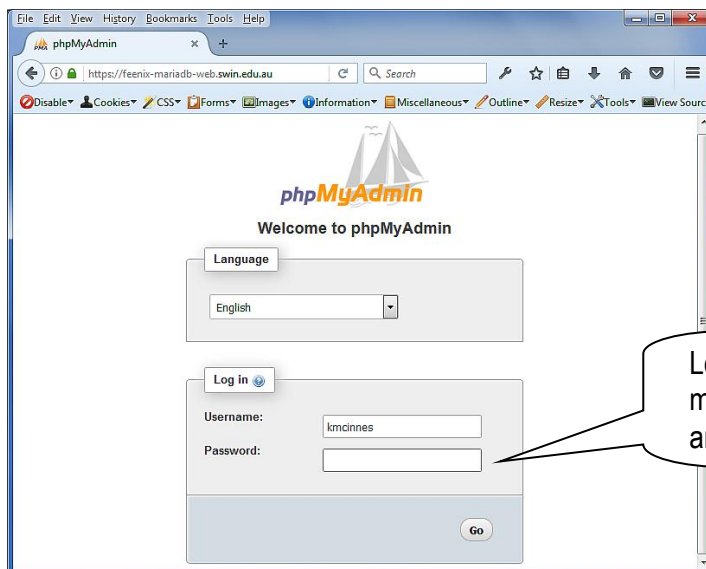 File Edit View History Bookmarks Tools Help
phpMyAdmin × +
https://feenix-mariadb-web.swin.edu.au Search
Disable Cookies CSS Forms Images Information Miscellaneous Outline Resize Tools View Sourc
phpMyAdmin
Welcome to phpMyAdmin
Language
English
Log in
Username: kmcinnes
Password:
Go